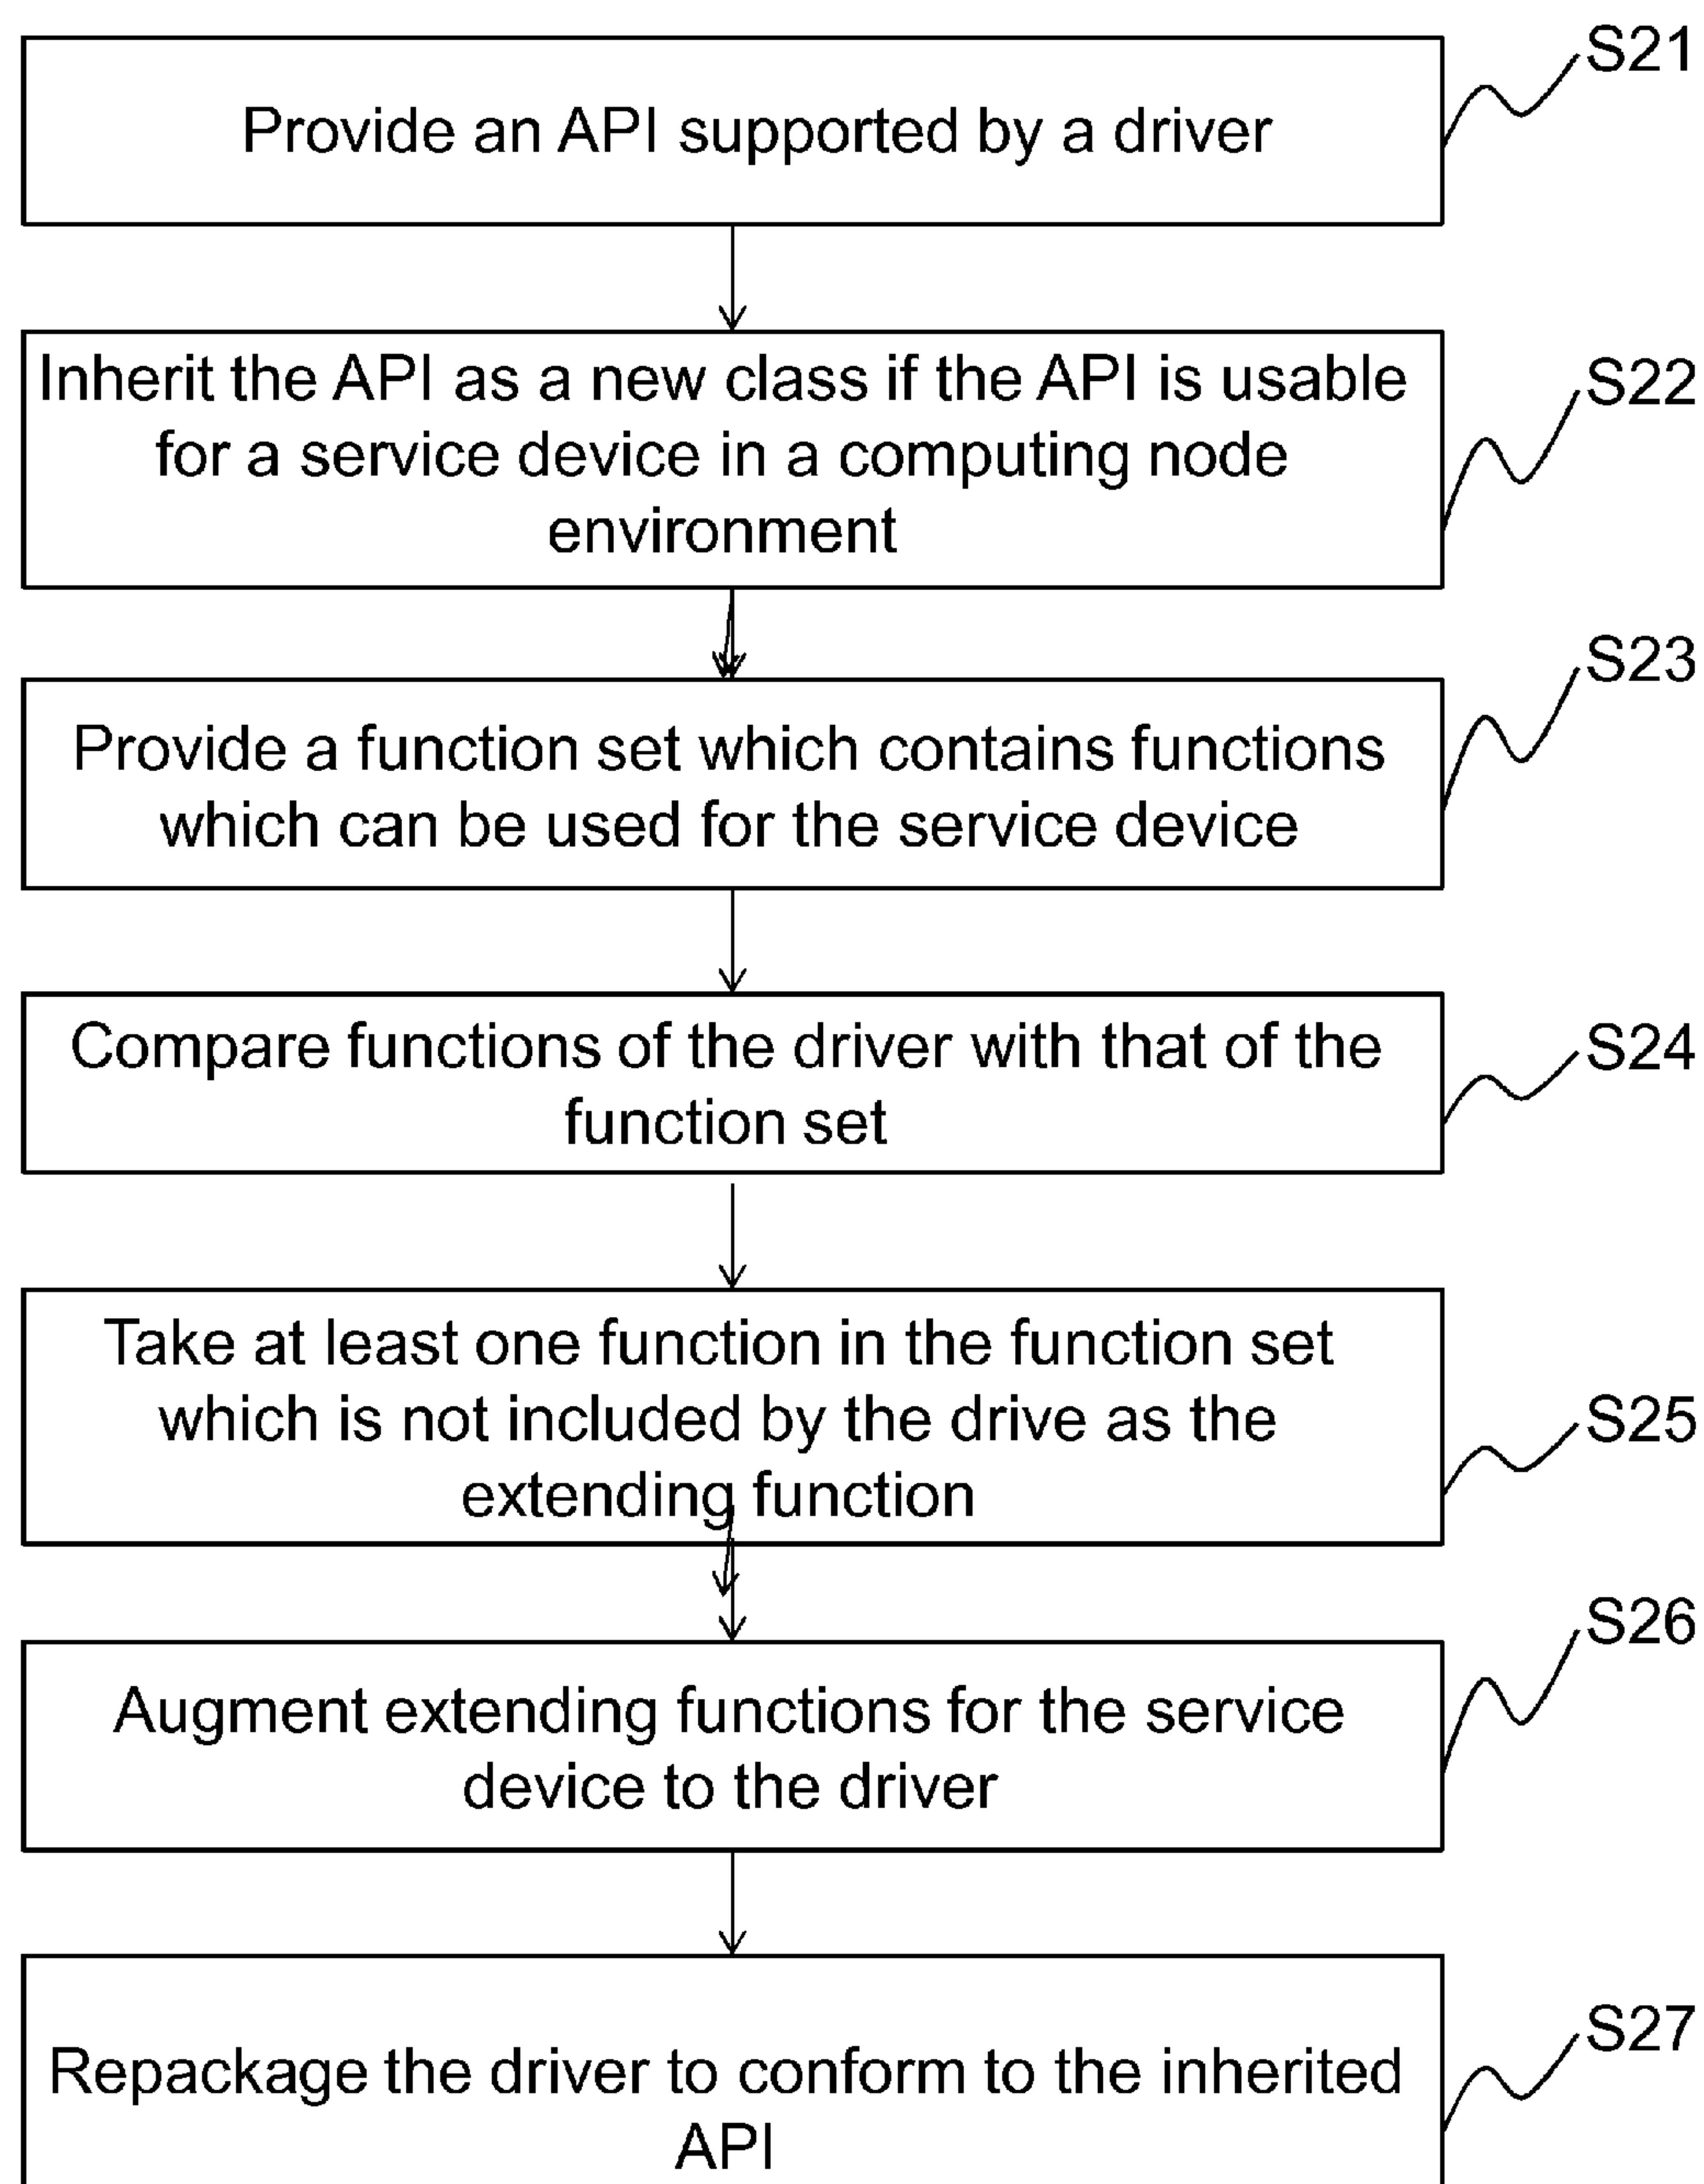 S21
Provide an API supported by a driver
Inherit the API as a new class if the API is usable
for a service device in a computing node
environment
S22
S23
Provide a function set which contains functions
which can be used for the service device
Compare functions of the driver with that of the
function set
S24
Take at least one function in the function set
which is not included by the drive as the
extending function
S25
S26
Augment extending functions for the service
device to the driver
S27
Repackage the driver to conform to the inherited
API